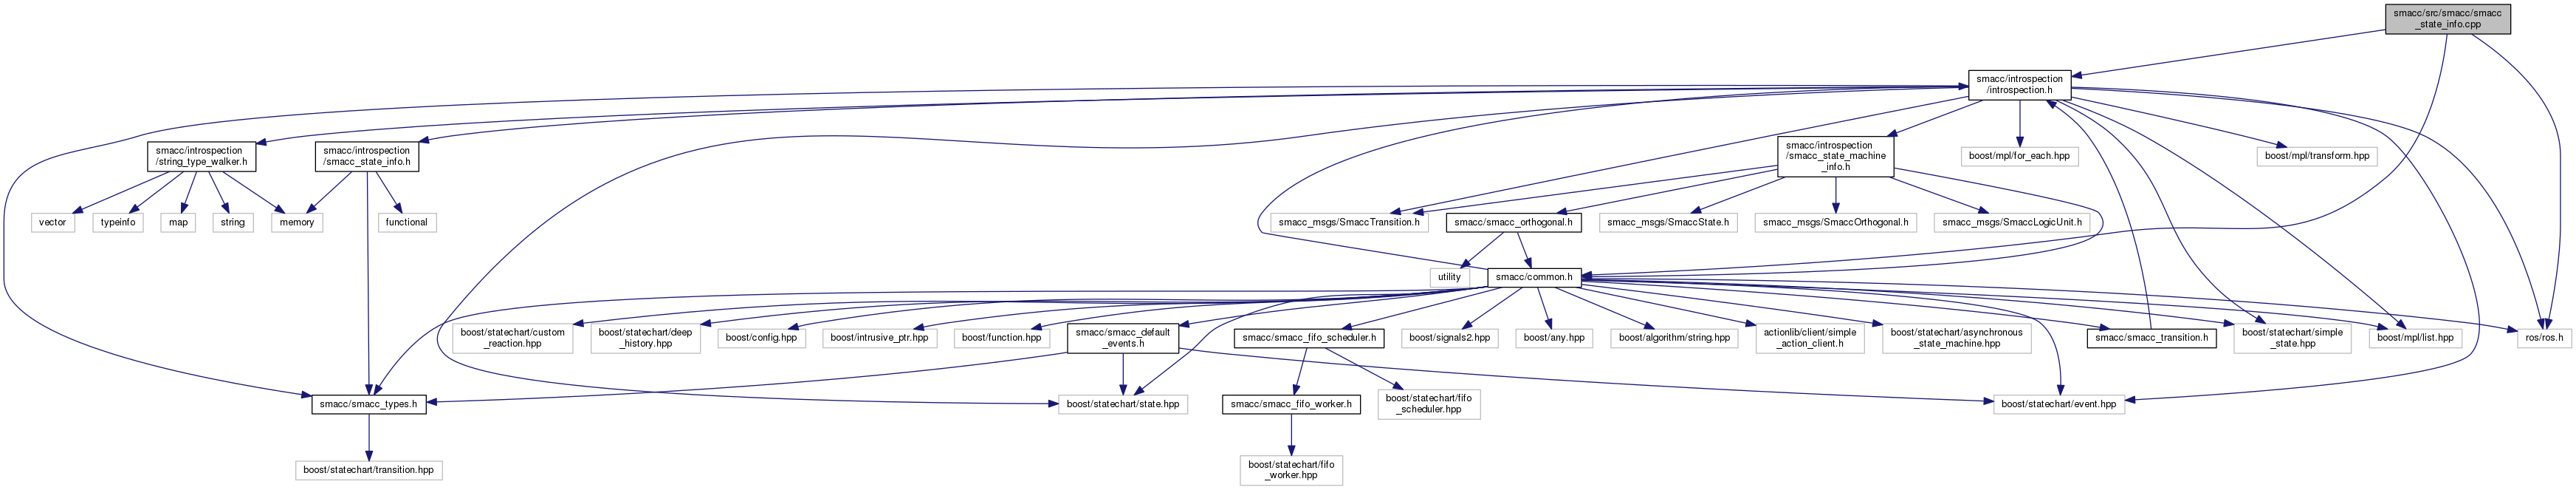 smacc/src/smacc/smacc
_state_info.cpp
smacc/introspection
/introspection.h
smacc/introspection
/string_type_walker.h
smacc/introspection
/smacc_state_info.h
smacc/introspection
/smacc_state_machine
_info.h
boost/mpl/for_each.hpp
boost/mpl/transform.hpp
vector
typeinfo
map
string
memory
functional
smacc_msgs/SmaccTransition.h
smacc/smacc_orthogonal.h
smacc_msgs/SmaccState.h
smacc_msgs/SmaccOrthogonal.h
smacc_msgs/SmaccLogicUnit.h
utility
smacc/common.h
boost/statechart/custom
_reaction.hpp
boost/statechart/deep
_history.hpp
boost/config.hpp
boost/intrusive_ptr.hpp
boost/function.hpp
smacc/smacc_default
_events.h
smacc/smacc_fifo_scheduler.h
boost/signals2.hpp
boost/any.hpp
boost/algorithm/string.hpp
actionlib/client/simple
_action_client.h
boost/statechart/asynchronous
_state_machine.hpp
smacc/smacc_transition.h
boost/statechart/simple
_state.hpp
boost/mpl/list.hpp
ros/ros.h
smacc/smacc_types.h
boost/statechart/state.hpp
smacc/smacc_fifo_worker.h
boost/statechart/fifo
_scheduler.hpp
boost/statechart/event.hpp
boost/statechart/transition.hpp
boost/statechart/fifo
_worker.hpp